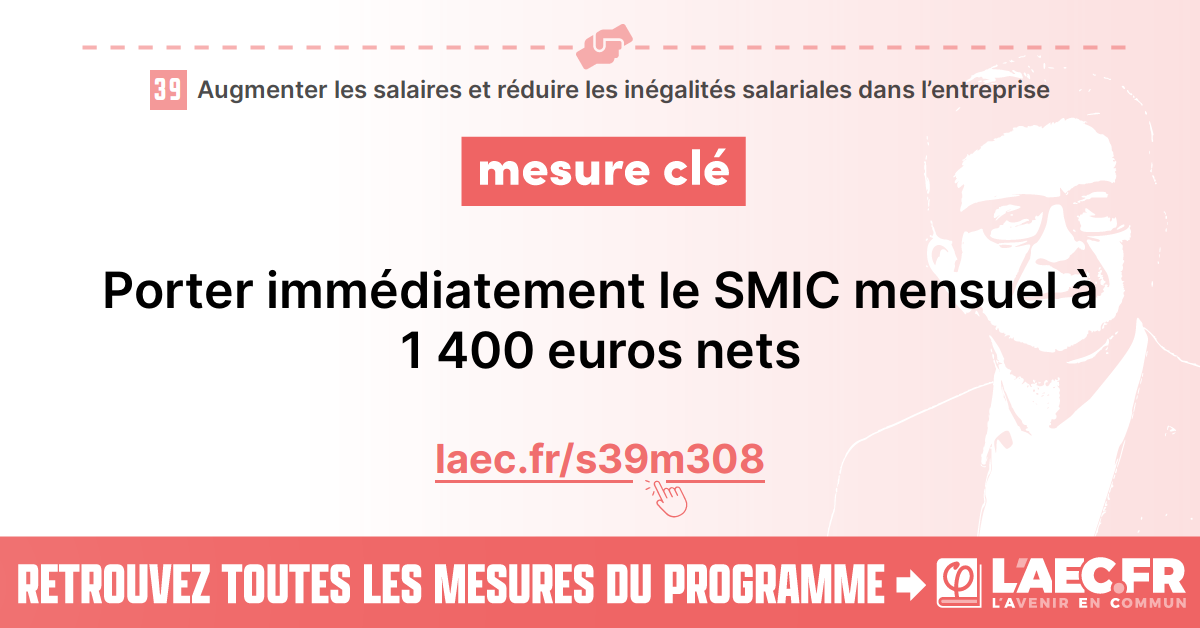 39 Augmenter les salaires et réduire les inégalités salariales dans l’entreprise
mesure clé
Porter immédiatement le SMIC mensuel à
1 400 euros nets
laec.fr/s39m308
RETROUVEZ TOUTES LES MESURES DU PROGRAMME
φ L'AEC.FR
L'AVENIR EN COMMUN